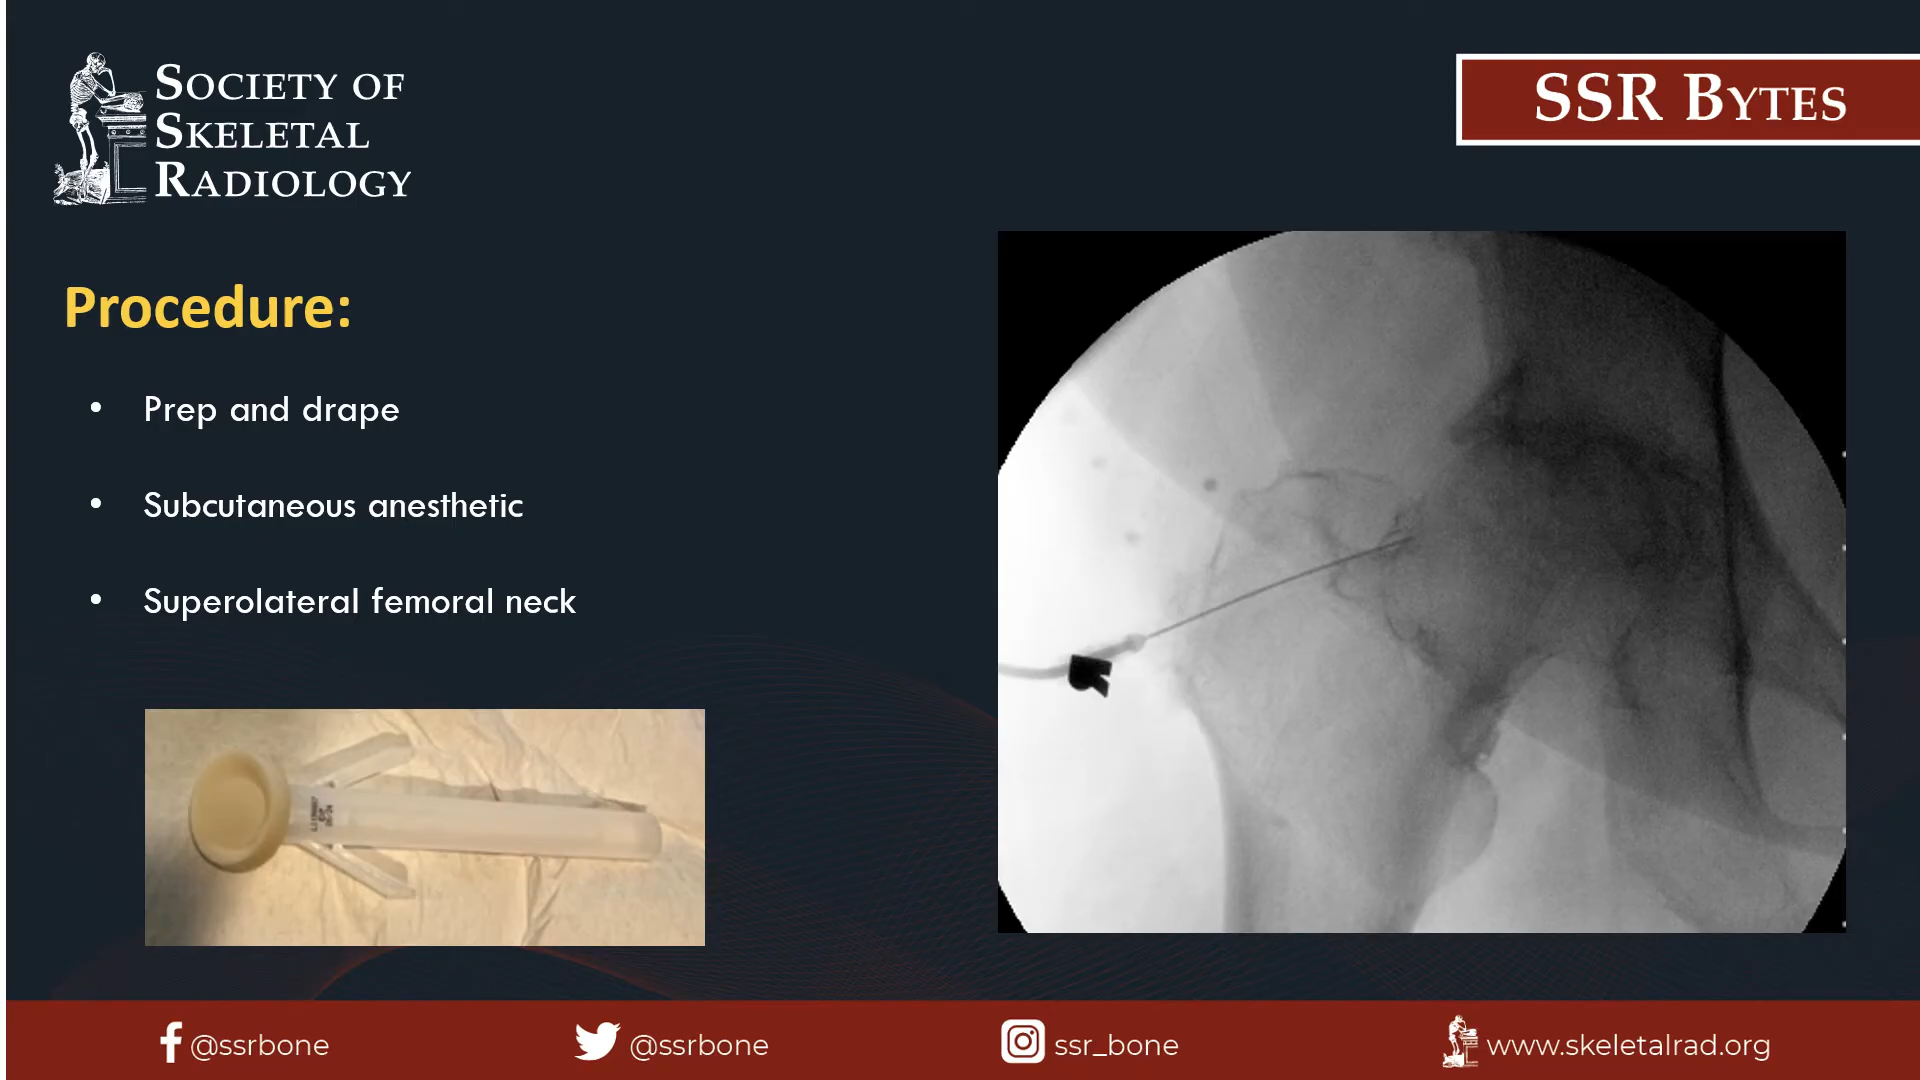 SOCIETY OF
SKELETAL
RADIOLOGY
SSR BYTES
Procedure:
• Prep and drape
• Subcutaneous anesthetic
• Superolateral femoral neck
@ssrbone
@ssrbone
ssr_bone
www.skeletalrad.org